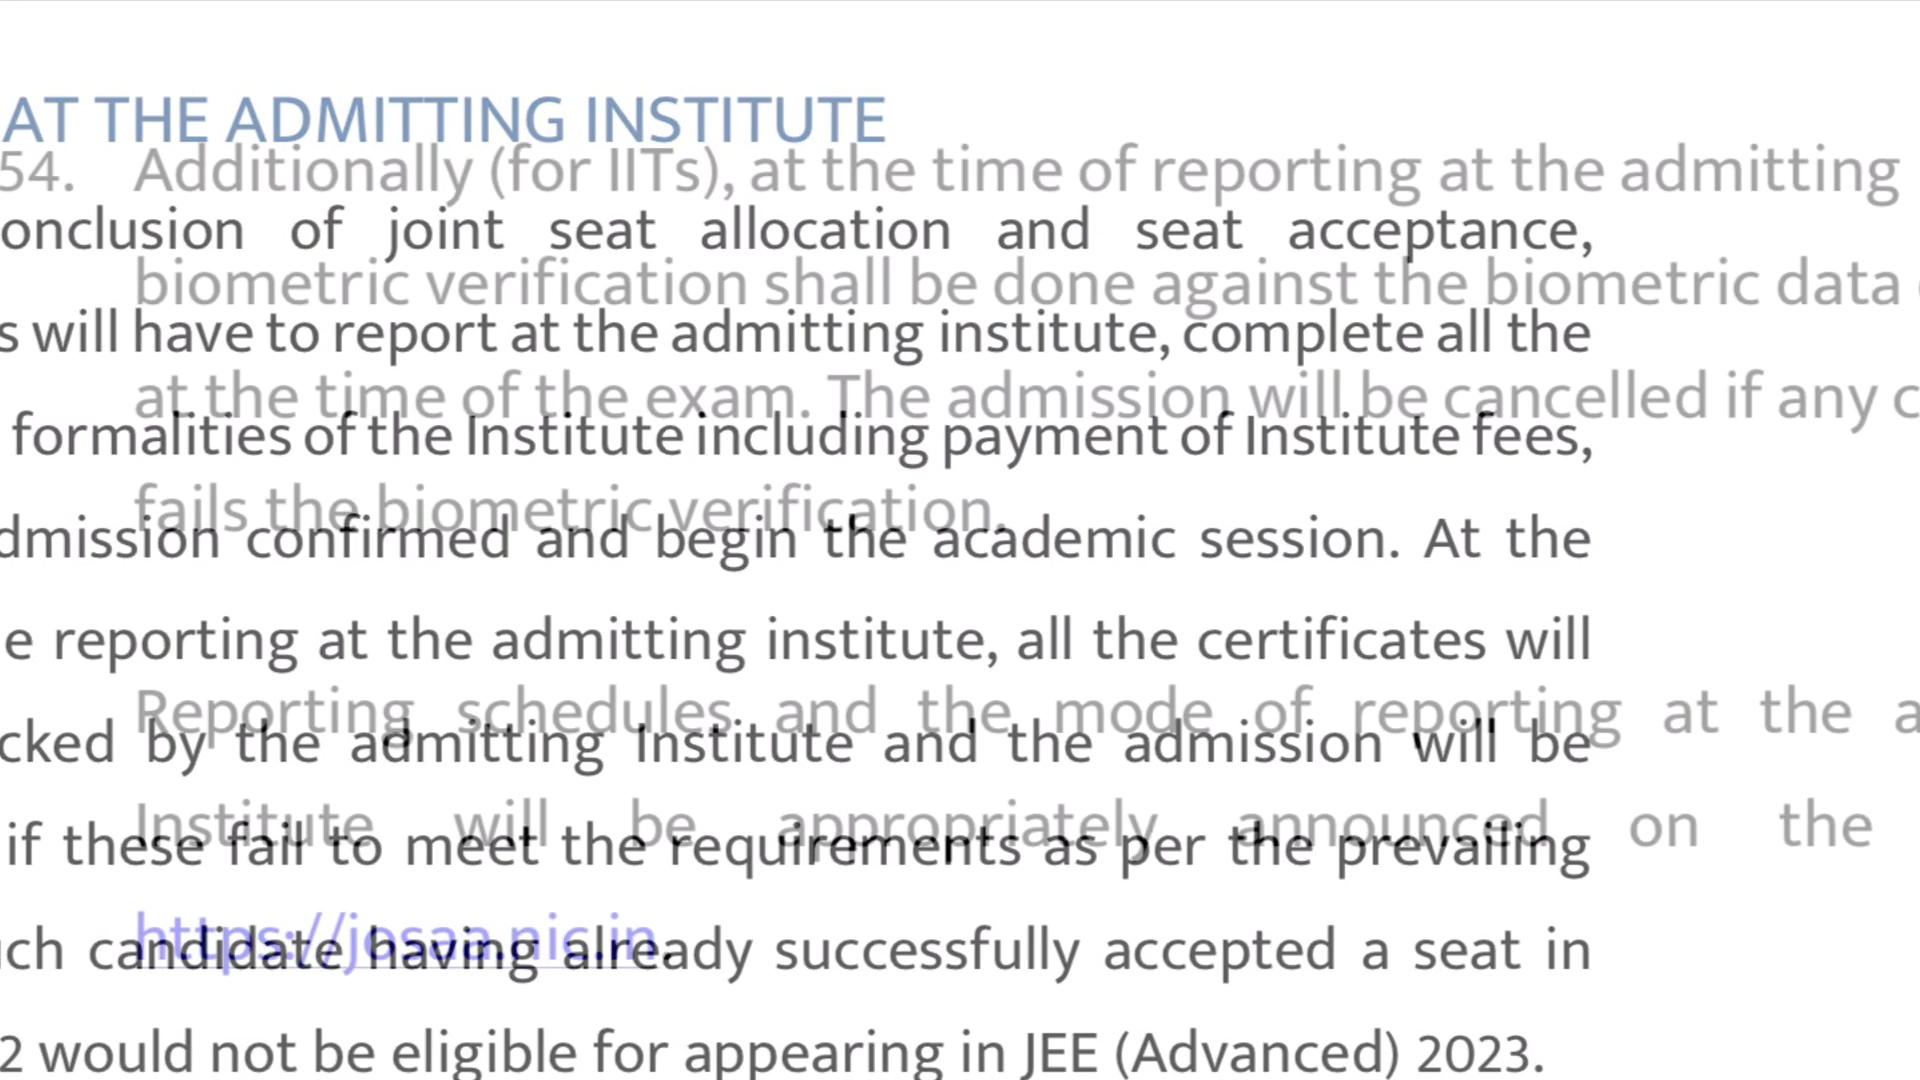 AT THE ADMITTING INSTITUTE
54. Additionally (for IITs), at the time of reporting at the admitting
onclusion of joint seat allocation and seat acceptance,
biometric verification shall be done against the biometric data
s will have to report at the admitting institute, complete all the
at the time of the exam. The admission will be cancelled if any c
formalities of the Institute including payment of Institute fees,
fails the biometric verification.
dmission confirmed and begin the academic session. At the
e reporting at the admitting institute, all the certificates will
Reporting schedules and the mode of reporting at the a
cked by the admitting Institute and the admission will be
Institute will be appropriately announced on the
if these fail to meet the requirements as per the prevailing
https://josaa.nic.in.
ch candidate having already successfully accepted a seat in
2 would not be eligible for appearing in JEE (Advanced) 2023.